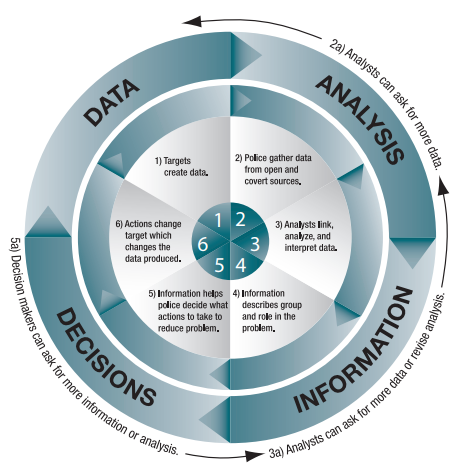 2a) Analysts can ask for more data.
DATA
ANALYSIS
1) Targets
create data.
2) Police gather data
from open and
covert sources.
6) Actions change
target which
changes the
data produced.
1
2
3) Analysts link,
analyze, and
interpret data.
6
3
5
4
5) Information helps
police decide what
actions to take to
reduce problem.
4) Information
describes group
and role in the
problem.
DECISIONS
INFORMATION
5a) Decision makers can ask for more information or analysis.
3a) Analysts can ask for more data or revise analysis.